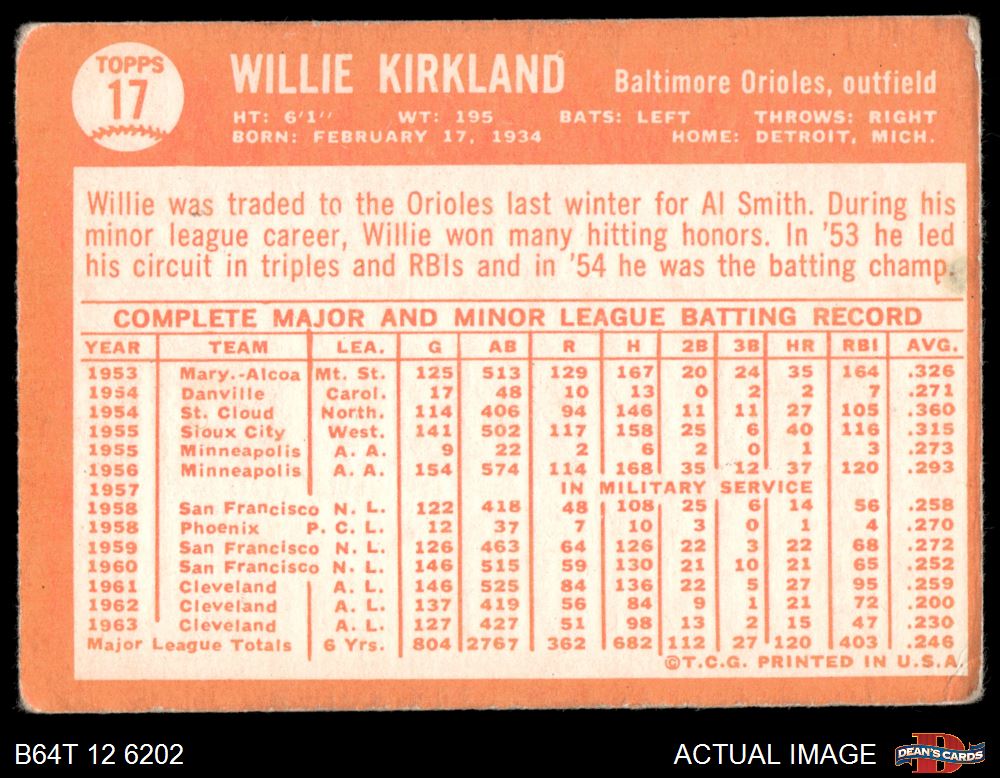 TOPPS
17
WILLIE KIRKLAND Baltimore Orioles, outfield
HT: 6'1'' WT: 195 BATS: LEFT THROWS: RIGHT
BORN: FEBRUARY 17, 1934 HOME: DETROIT, MICH.
Willie was traded to the Orioles last winter for Al Smith. During his
minor league career, Willie won many hitting honors. In '53 he led
his circuit in triples and RBIs and in '54 he was the batting champ.
COMPLETE MAJOR AND MINOR LEAGUE BATTING RECORD
YEAR TEAM LEA. G AB R H 2B 3B HR RBI AVG.
1953 Mary.-Alcoa Mt. St. 125 513 129 167 20 24 35 164 .326
1954 Danville Carol. 17 48 10 13 0 2 2 7 .271
1954 St. Cloud North. 114 406 94 146 11 11 27 105 .360
1955 Sioux City West. 141 502 117 158 25 6 40 116 .315
1955 Minneapolis A. A. 9 22 2 6 2 0 1 3 .273
1956 Minneapolis A. A. 154 574 114 168 35 12 37 120 .293
1957 IN MILITARY SERVICE
1958 San Francisco N. L. 122 418 48 108 25 6 14 56 .258
1958 Phoenix P. C. L. 12 37 7 10 3 0 1 4 .270
1959 San Francisco N. L. 126 463 64 126 22 3 22 68 .272
1960 San Francisco N. L. 146 515 59 130 21 10 21 65 .252
1961 Cleveland A. L. 146 525 84 136 22 5 27 95 .259
1962 Cleveland A. L. 137 419 56 84 9 1 21 72 .200
1963 Cleveland A. L. 127 427 51 98 13 2 15 47 .230
Major League Totals 6 Yrs. 804 2767 362 682 112 27 120 403 .246
©T.C.G. PRINTED IN U.S.A.
B64T 12 6202 ACTUAL IMAGE DEAN'S CARDS